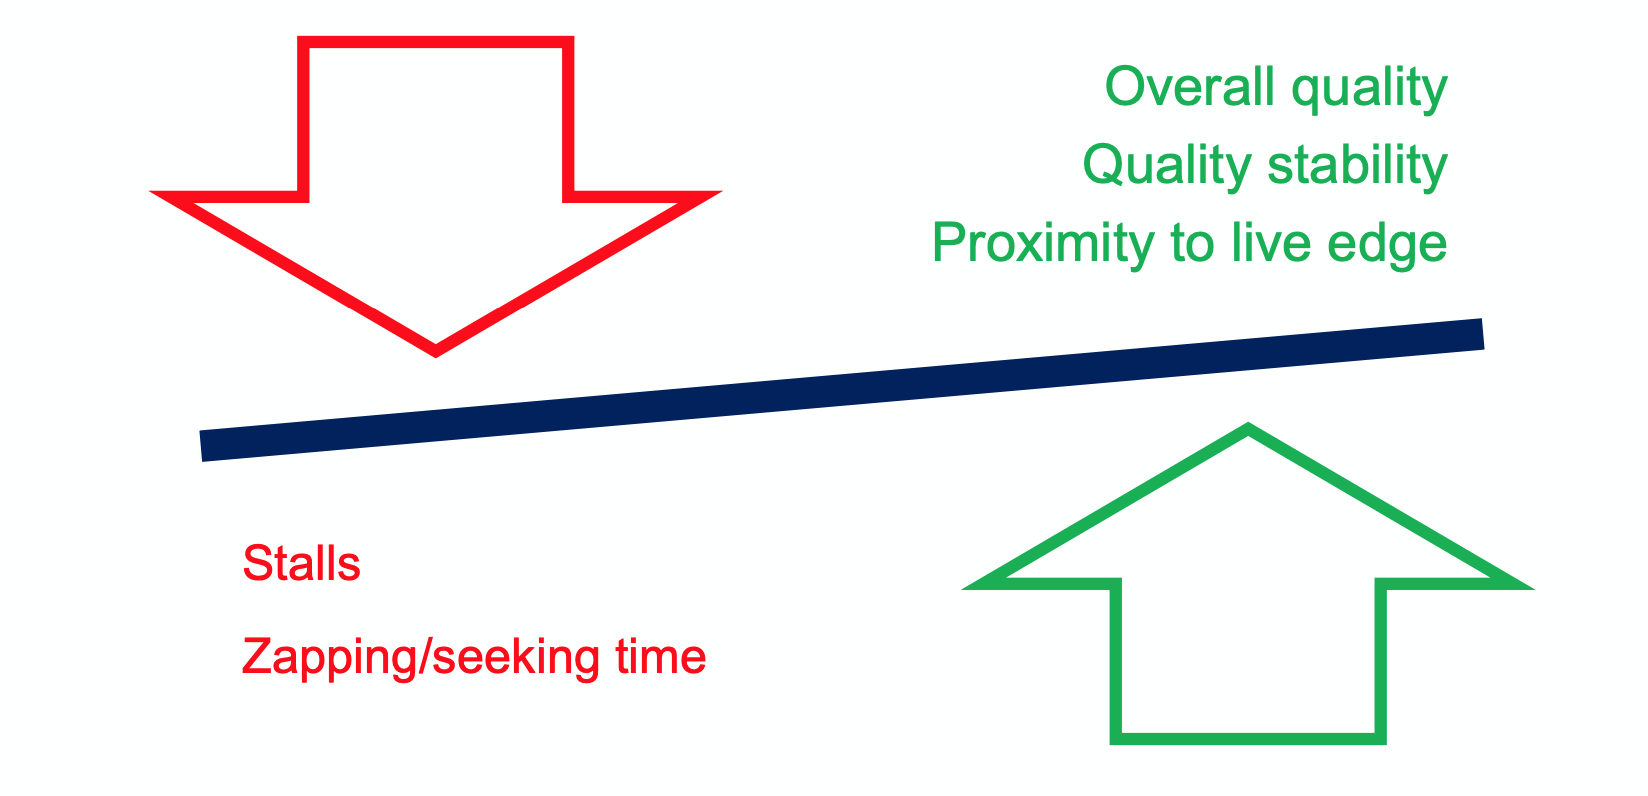 Overall quality
Quality stability
Proximity to live edge
Stalls
Zapping/seeking time